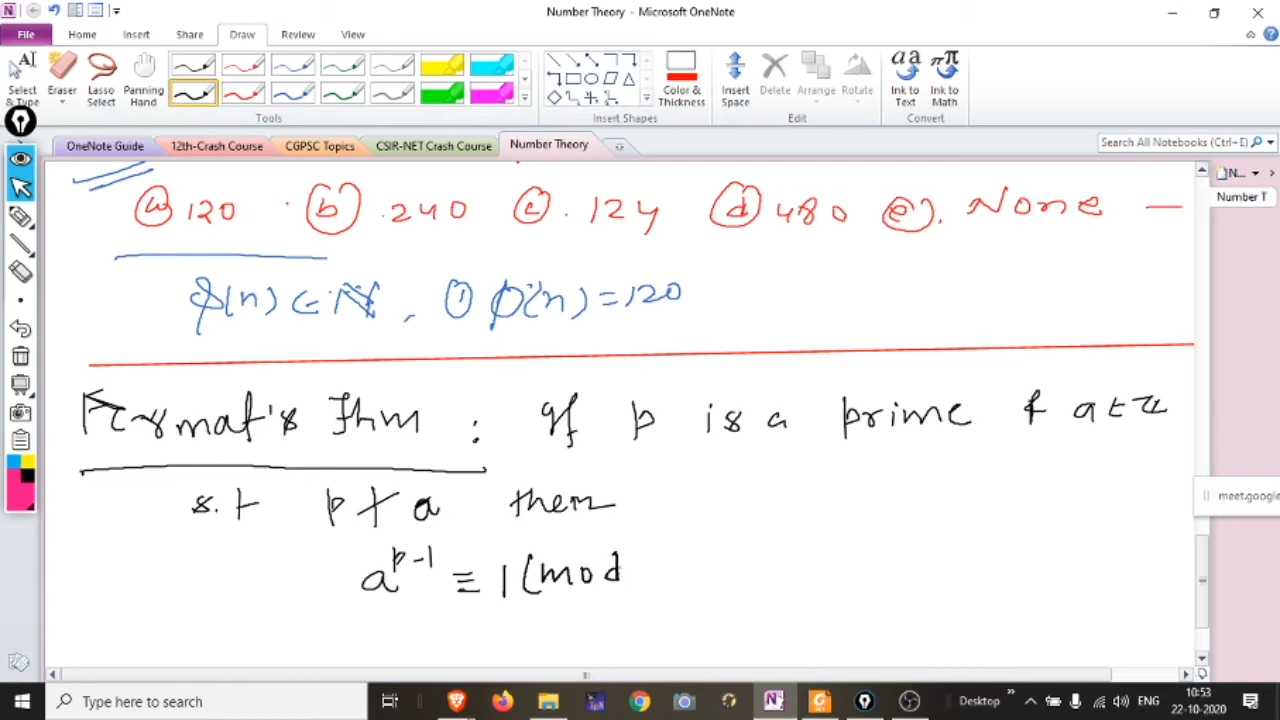 Number Theory - Microsoft OneNote
File Home Insert Share Draw Review View
Select & Type Eraser Lasso Select Panning Hand Color & Thickness Insert Space Delete Arrange Rotate Ink to Text Ink to Math
Tools Insert Shapes Edit Convert
OneNote Guide 12th-Crash Course CGPSC Topics CSIR-NET Crash Course Number Theory Search All Notebooks (Ctrl+E)
N...
Number T
(a) 120 (b) 240 (c) 124 (d) 480 (e) None
φ(n) ∈ ℕ, ① φ(n) = 120
Fermat's Thm : If p is a prime & a ∈ ℤ
s.t p ∤ a then
meet.google
a^{p-1} ≡ 1 (mod
Type here to search Desktop ENG 10:53
22-10-2020